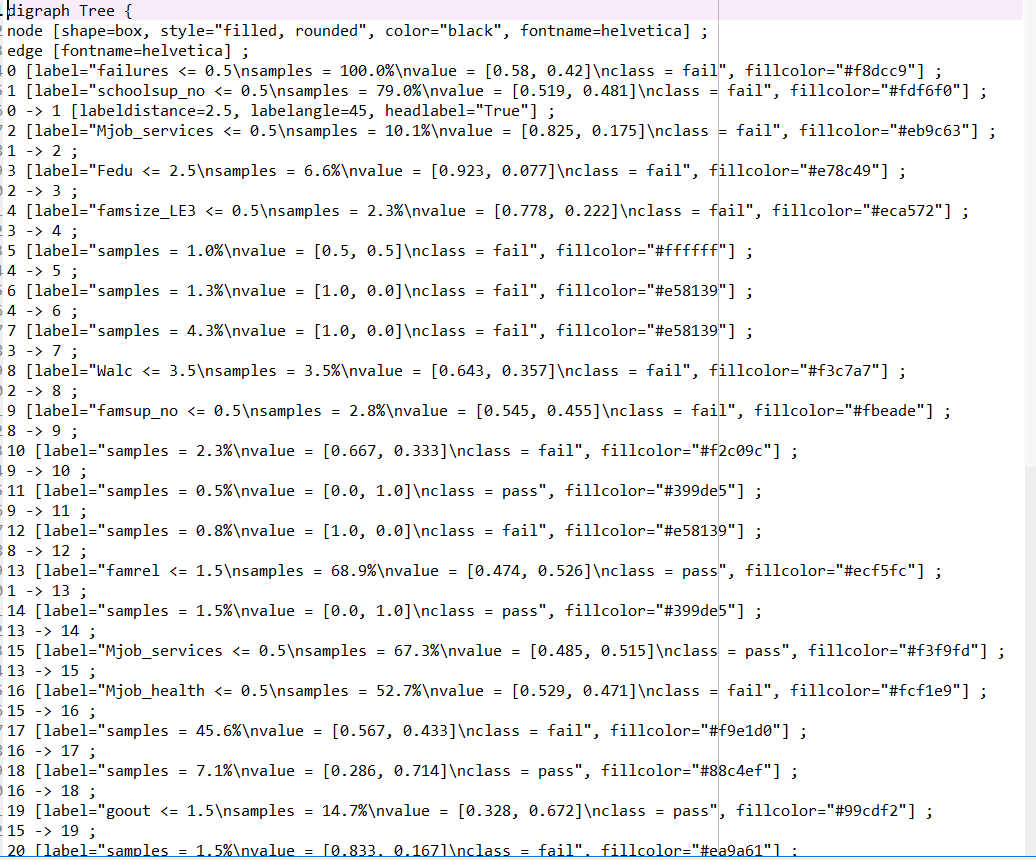 digraph Tree {
node [shape=box, style="filled, rounded", color="black", fontname=helvetica] ;
edge [fontname=helvetica] ;
0 [label="failures <= 0.5\nsamples = 100.0%\nvalue = [0.58, 0.42]\nclass = fail", fillcolor="#f8dcc9"] ;
1 [label="schoolsup_no <= 0.5\nsamples = 79.0%\nvalue = [0.519, 0.481]\nclass = fail", fillcolor="#fdf6f0"] ;
0 -> 1 [labeldistance=2.5, labelangle=45, headlabel="True"] ;
2 [label="Mjob_services <= 0.5\nsamples = 10.1%\nvalue = [0.825, 0.175]\nclass = fail", fillcolor="#eb9c63"] ;
1 -> 2 ;
3 [label="Fedu <= 2.5\nsamples = 6.6%\nvalue = [0.923, 0.077]\nclass = fail", fillcolor="#e78c49"] ;
2 -> 3 ;
4 [label="famsize_LE3 <= 0.5\nsamples = 2.3%\nvalue = [0.778, 0.222]\nclass = fail", fillcolor="#eca572"] ;
3 -> 4 ;
5 [label="samples = 1.0%\nvalue = [0.5, 0.5]\nclass = fail", fillcolor="#ffffff"] ;
4 -> 5 ;
6 [label="samples = 1.3%\nvalue = [1.0, 0.0]\nclass = fail", fillcolor="#e58139"] ;
4 -> 6 ;
7 [label="samples = 4.3%\nvalue = [1.0, 0.0]\nclass = fail", fillcolor="#e58139"] ;
3 -> 7 ;
8 [label="Walc <= 3.5\nsamples = 3.5%\nvalue = [0.643, 0.357]\nclass = fail", fillcolor="#f3c7a7"] ;
2 -> 8 ;
9 [label="famsup_no <= 0.5\nsamples = 2.8%\nvalue = [0.545, 0.455]\nclass = fail", fillcolor="#fbeade"] ;
8 -> 9 ;
10 [label="samples = 2.3%\nvalue = [0.667, 0.333]\nclass = fail", fillcolor="#f2c09c"] ;
9 -> 10 ;
11 [label="samples = 0.5%\nvalue = [0.0, 1.0]\nclass = pass", fillcolor="#399de5"] ;
9 -> 11 ;
12 [label="samples = 0.8%\nvalue = [1.0, 0.0]\nclass = fail", fillcolor="#e58139"] ;
8 -> 12 ;
13 [label="famrel <= 1.5\nsamples = 68.9%\nvalue = [0.474, 0.526]\nclass = pass", fillcolor="#ecf5fc"] ;
1 -> 13 ;
14 [label="samples = 1.5%\nvalue = [0.0, 1.0]\nclass = pass", fillcolor="#399de5"] ;
13 -> 14 ;
15 [label="Mjob_services <= 0.5\nsamples = 67.3%\nvalue = [0.485, 0.515]\nclass = pass", fillcolor="#f3f9fd"] ;
13 -> 15 ;
16 [label="Mjob_health <= 0.5\nsamples = 52.7%\nvalue = [0.529, 0.471]\nclass = fail", fillcolor="#fcf1e9"] ;
15 -> 16 ;
17 [label="samples = 45.6%\nvalue = [0.567, 0.433]\nclass = fail", fillcolor="#f9e1d0"] ;
16 -> 17 ;
18 [label="samples = 7.1%\nvalue = [0.286, 0.714]\nclass = pass", fillcolor="#88c4ef"] ;
16 -> 18 ;
19 [label="goout <= 1.5\nsamples = 14.7%\nvalue = [0.328, 0.672]\nclass = pass", fillcolor="#99cdf2"] ;
15 -> 19 ;
20 [label="samples = 1.5%\nvalue = [0.833, 0.167]\nclass = fail", fillcolor="#ea9a61"] ;